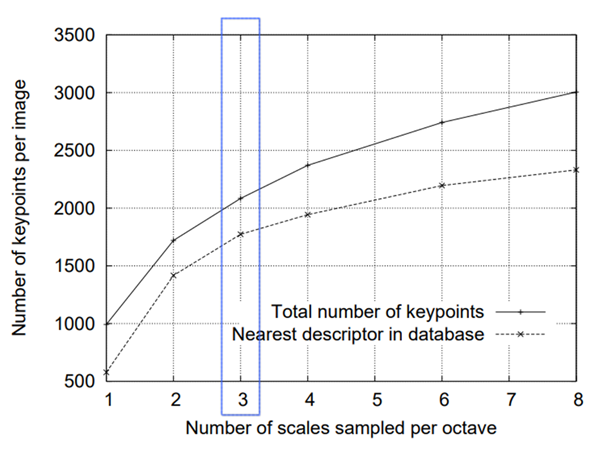 Number of keypoints per image
3500
3000
2500
2000
1500
1000
500
Total number of keypoints
Nearest descriptor in database
1 2 3 4 5 6 7 8
Number of scales sampled per octave